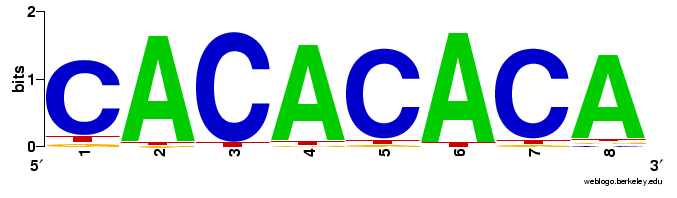 2
bits
1
0
CACACACA
1 2 3 4 5 6 7 8
5′ 3′
weblogo.berkeley.edu